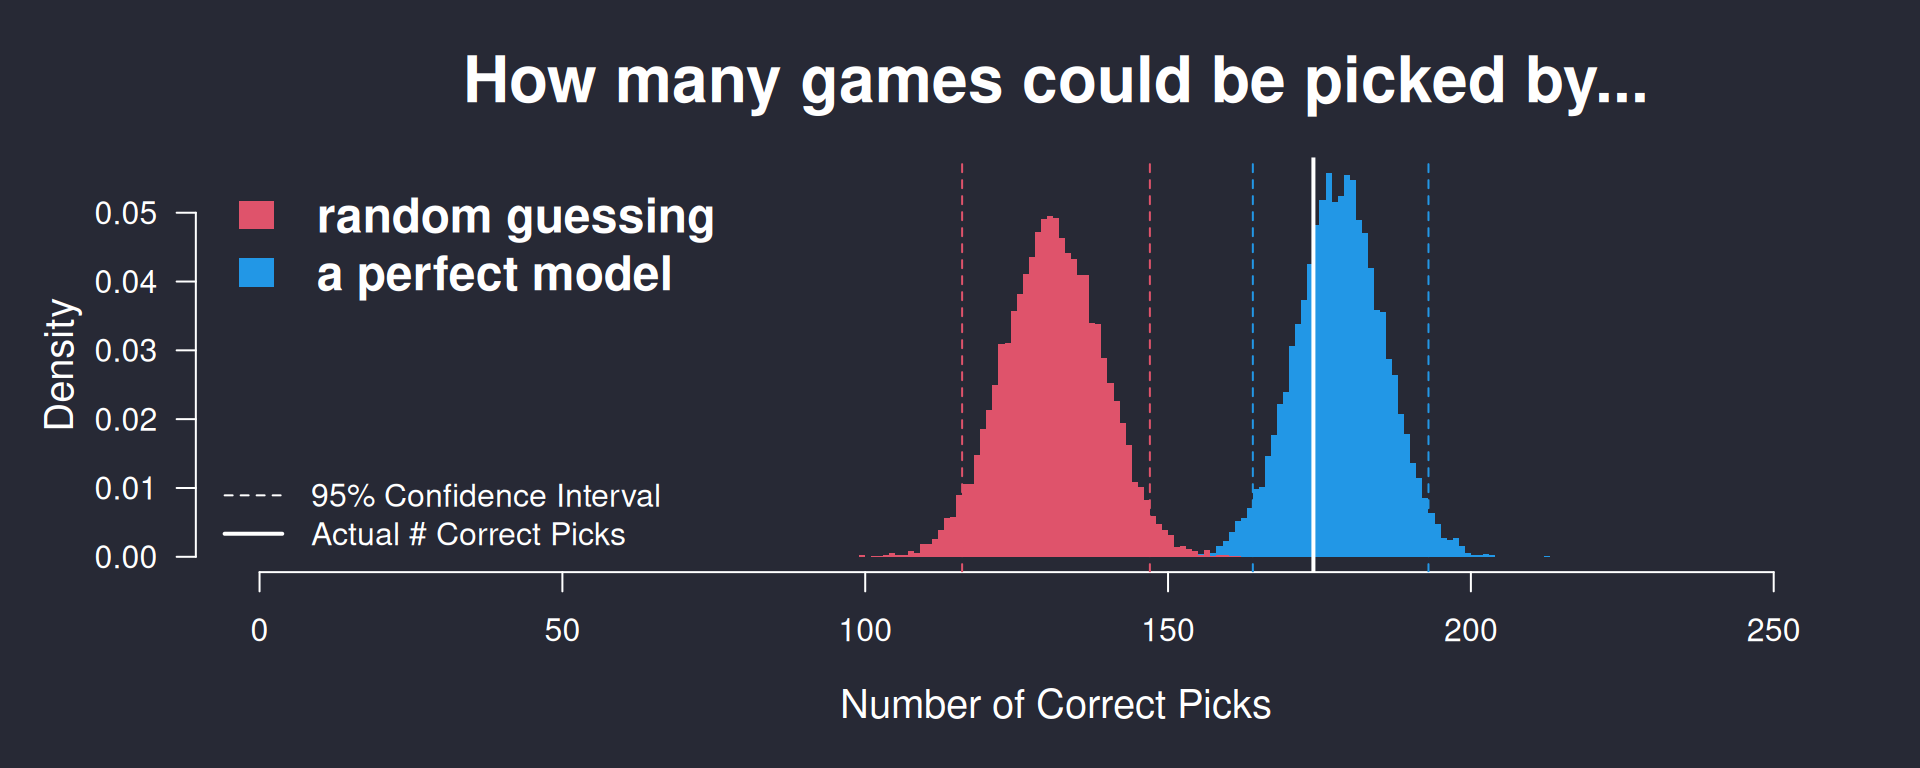 How many games could be picked by...
random guessing
a perfect model
95% Confidence Interval
Actual # Correct Picks
Density
0.05
0.04
0.03
0.02
0.01
0.00
0 50 100 150 200 250
Number of Correct Picks